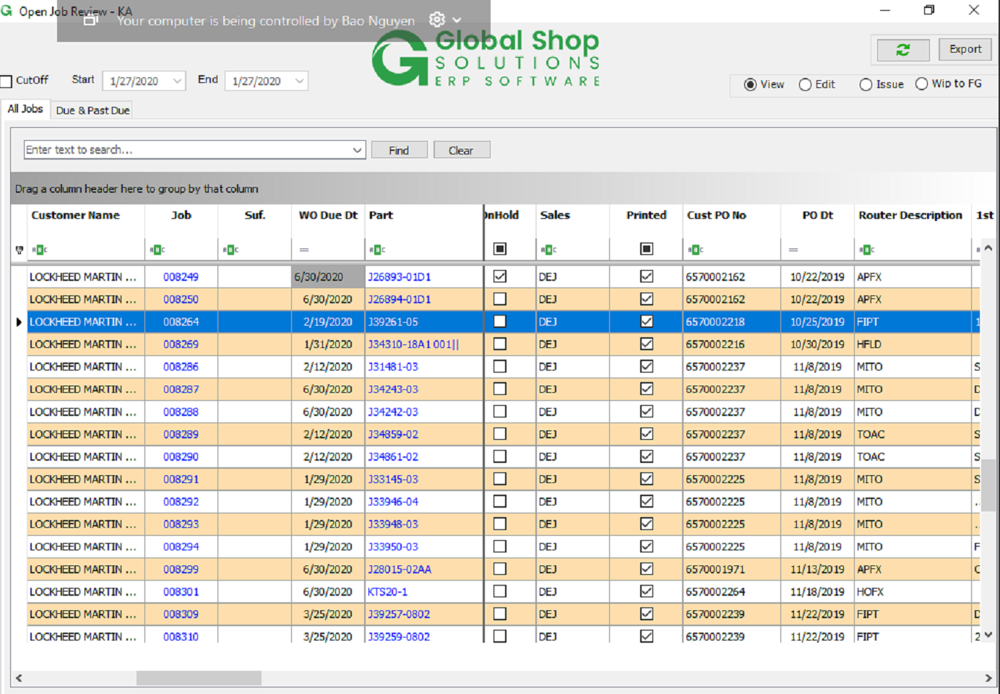 Open Job Review - KA
Your computer is being controlled by Bao Nguyen
Global Shop
SOLUTIONS
ERP SOFTWARE
Export
CutOff Start 1/27/2020 End 1/27/2020
View Edit Issue Wip to FG
All Jobs Due & Past Due
Enter text to search... Find Clear
Drag a column header here to group by that column
Customer Name Job Suf. WO Due Dt Part OnHold Sales Printed Cust PO No PO Dt Router Description 1st
LOCKHEED MARTIN ... 008249 6/30/2020 J26893-01D1 DEJ 6570002162 10/22/2019 APFX
LOCKHEED MARTIN ... 008250 6/30/2020 J26894-01D1 DEJ 6570002162 10/22/2019 APFX
LOCKHEED MARTIN ... 008264 2/19/2020 J39261-05 DEJ 6570002218 10/25/2019 FIPT 1
LOCKHEED MARTIN ... 008269 1/31/2020 J34310-18A1 001|| DEJ 6570002216 10/30/2019 HFLD
LOCKHEED MARTIN ... 008286 2/12/2020 J31481-03 DEJ 6570002237 11/8/2019 MITO S
LOCKHEED MARTIN ... 008287 6/30/2020 J34243-03 DEJ 6570002237 11/8/2019 MITO D
LOCKHEED MARTIN ... 008288 6/30/2020 J34242-03 DEJ 6570002237 11/8/2019 MITO D
LOCKHEED MARTIN ... 008289 2/12/2020 J34859-02 DEJ 6570002237 11/8/2019 TOAC S
LOCKHEED MARTIN ... 008290 2/12/2020 J34861-02 DEJ 6570002237 11/8/2019 TOAC S
LOCKHEED MARTIN ... 008291 1/29/2020 J33145-03 DEJ 6570002225 11/8/2019 MITO S
LOCKHEED MARTIN ... 008292 1/29/2020 J33946-04 DEJ 6570002225 11/8/2019 MITO .
LOCKHEED MARTIN ... 008293 1/29/2020 J33948-03 DEJ 6570002225 11/8/2019 MITO .
LOCKHEED MARTIN ... 008294 1/29/2020 J33950-03 DEJ 6570002225 11/8/2019 MITO F
LOCKHEED MARTIN ... 008299 6/30/2020 J28015-02AA DEJ 6570001971 11/13/2019 APFX C
LOCKHEED MARTIN ... 008301 6/30/2020 KTS20-1 DEJ 6570002264 11/18/2019 HOFX
LOCKHEED MARTIN ... 008309 3/25/2020 J39257-0802 DEJ 6570002239 11/22/2019 FIPT D
LOCKHEED MARTIN ... 008310 3/25/2020 J39259-0802 DEJ 6570002239 11/22/2019 FIPT 2